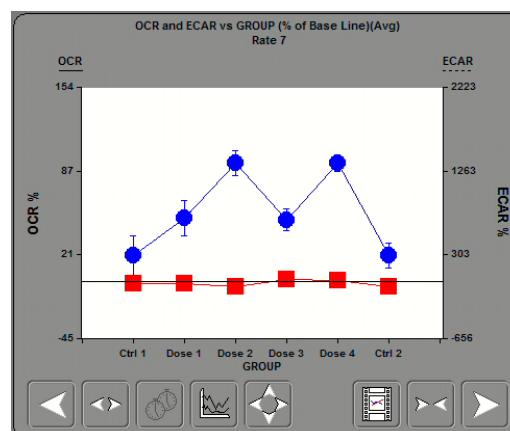 OCR and ECAR vs GROUP (% of Base Line)(Avg)
Rate 7
OCR
ECAR
154
2223
87
1263
21
303
-45
-656
OCR %
ECAR %
Ctrl 1 Dose 1 Dose 2 Dose 3 Dose 4 Ctrl 2
GROUP